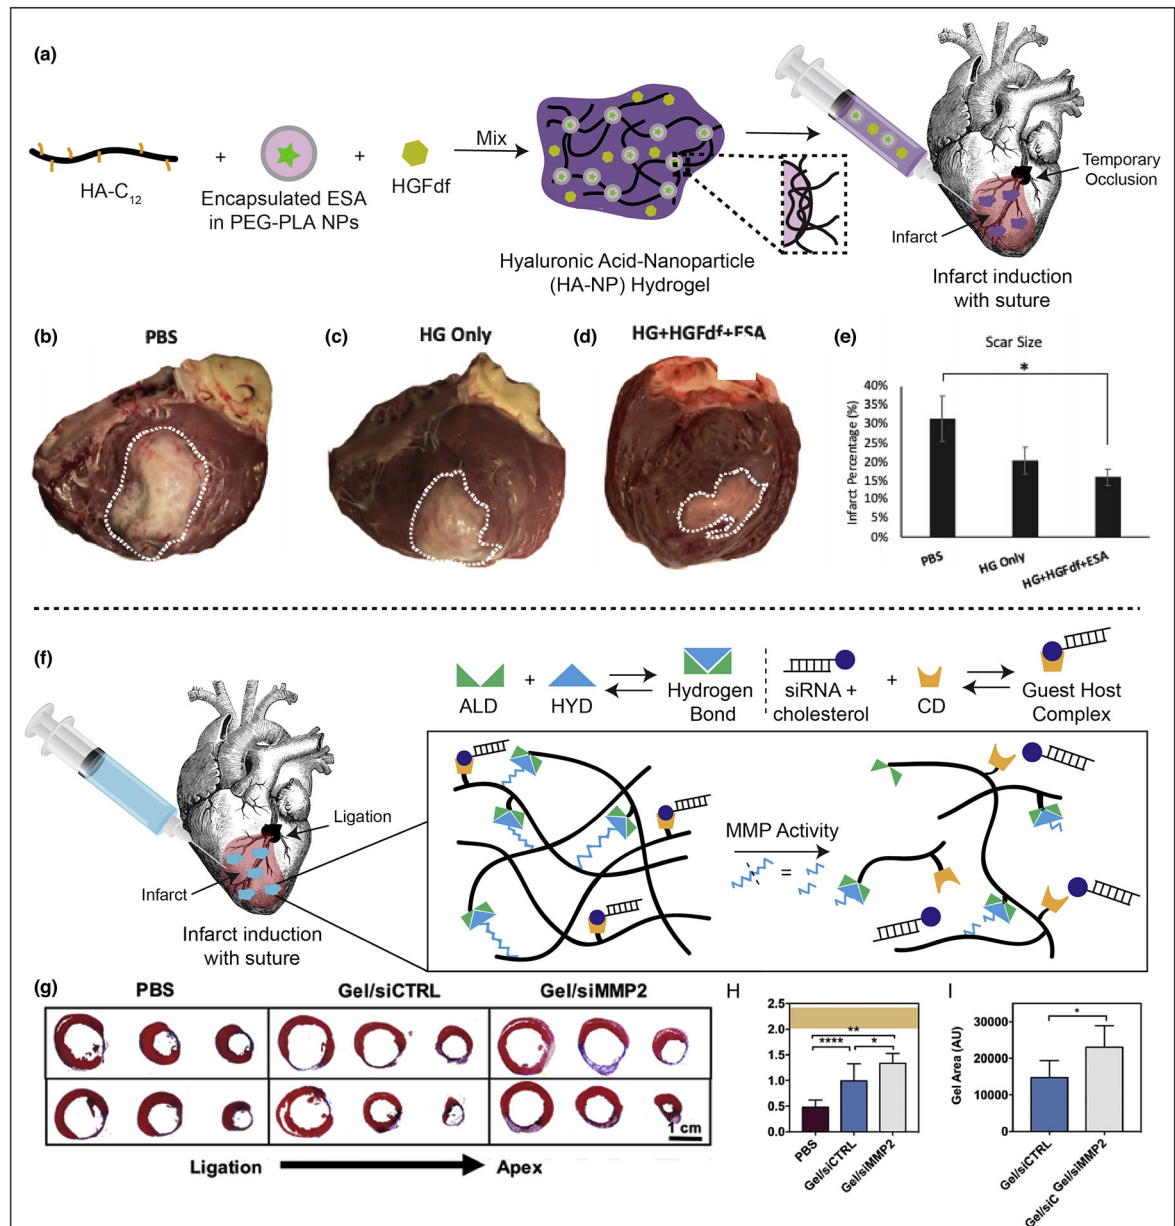 (a)
HA-C12
+
Encapsulated ESA
in PEG-PLA NPs
+
HGFdf
Mix
Hyaluronic Acid-Nanoparticle
(HA-NP) Hydrogel
Temporary
Occlusion
Infarct
Infarct induction
with suture
(b)
PBS
(c)
HG Only
(d)
HG+HGFdf+ESA
(e)
Scar Size
*
Infarct Percentage (%)
40%
35%
30%
25%
20%
15%
10%
5%
0%
PBS
HG Only
HG+HGFdf+ESA
(f)
Ligation
Infarct
Infarct induction
with suture
ALD
+
HYD
Hydrogen
Bond
siRNA +
cholesterol
+
CD
Guest Host
Complex
MMP Activity
=
(g)
PBS
Gel/siCTRL
Gel/siMMP2
1 cm
Ligation
Apex
H
2.5
2.0
1.5
1.0
0.5
0.0
**
****
*
PBS
Gel/siCTRL
Gel/siMMP2
I
Gel Area (AU)
30000
20000
10000
0
*
Gel/siCTRL
Gel/siC
Gel/siMMP2